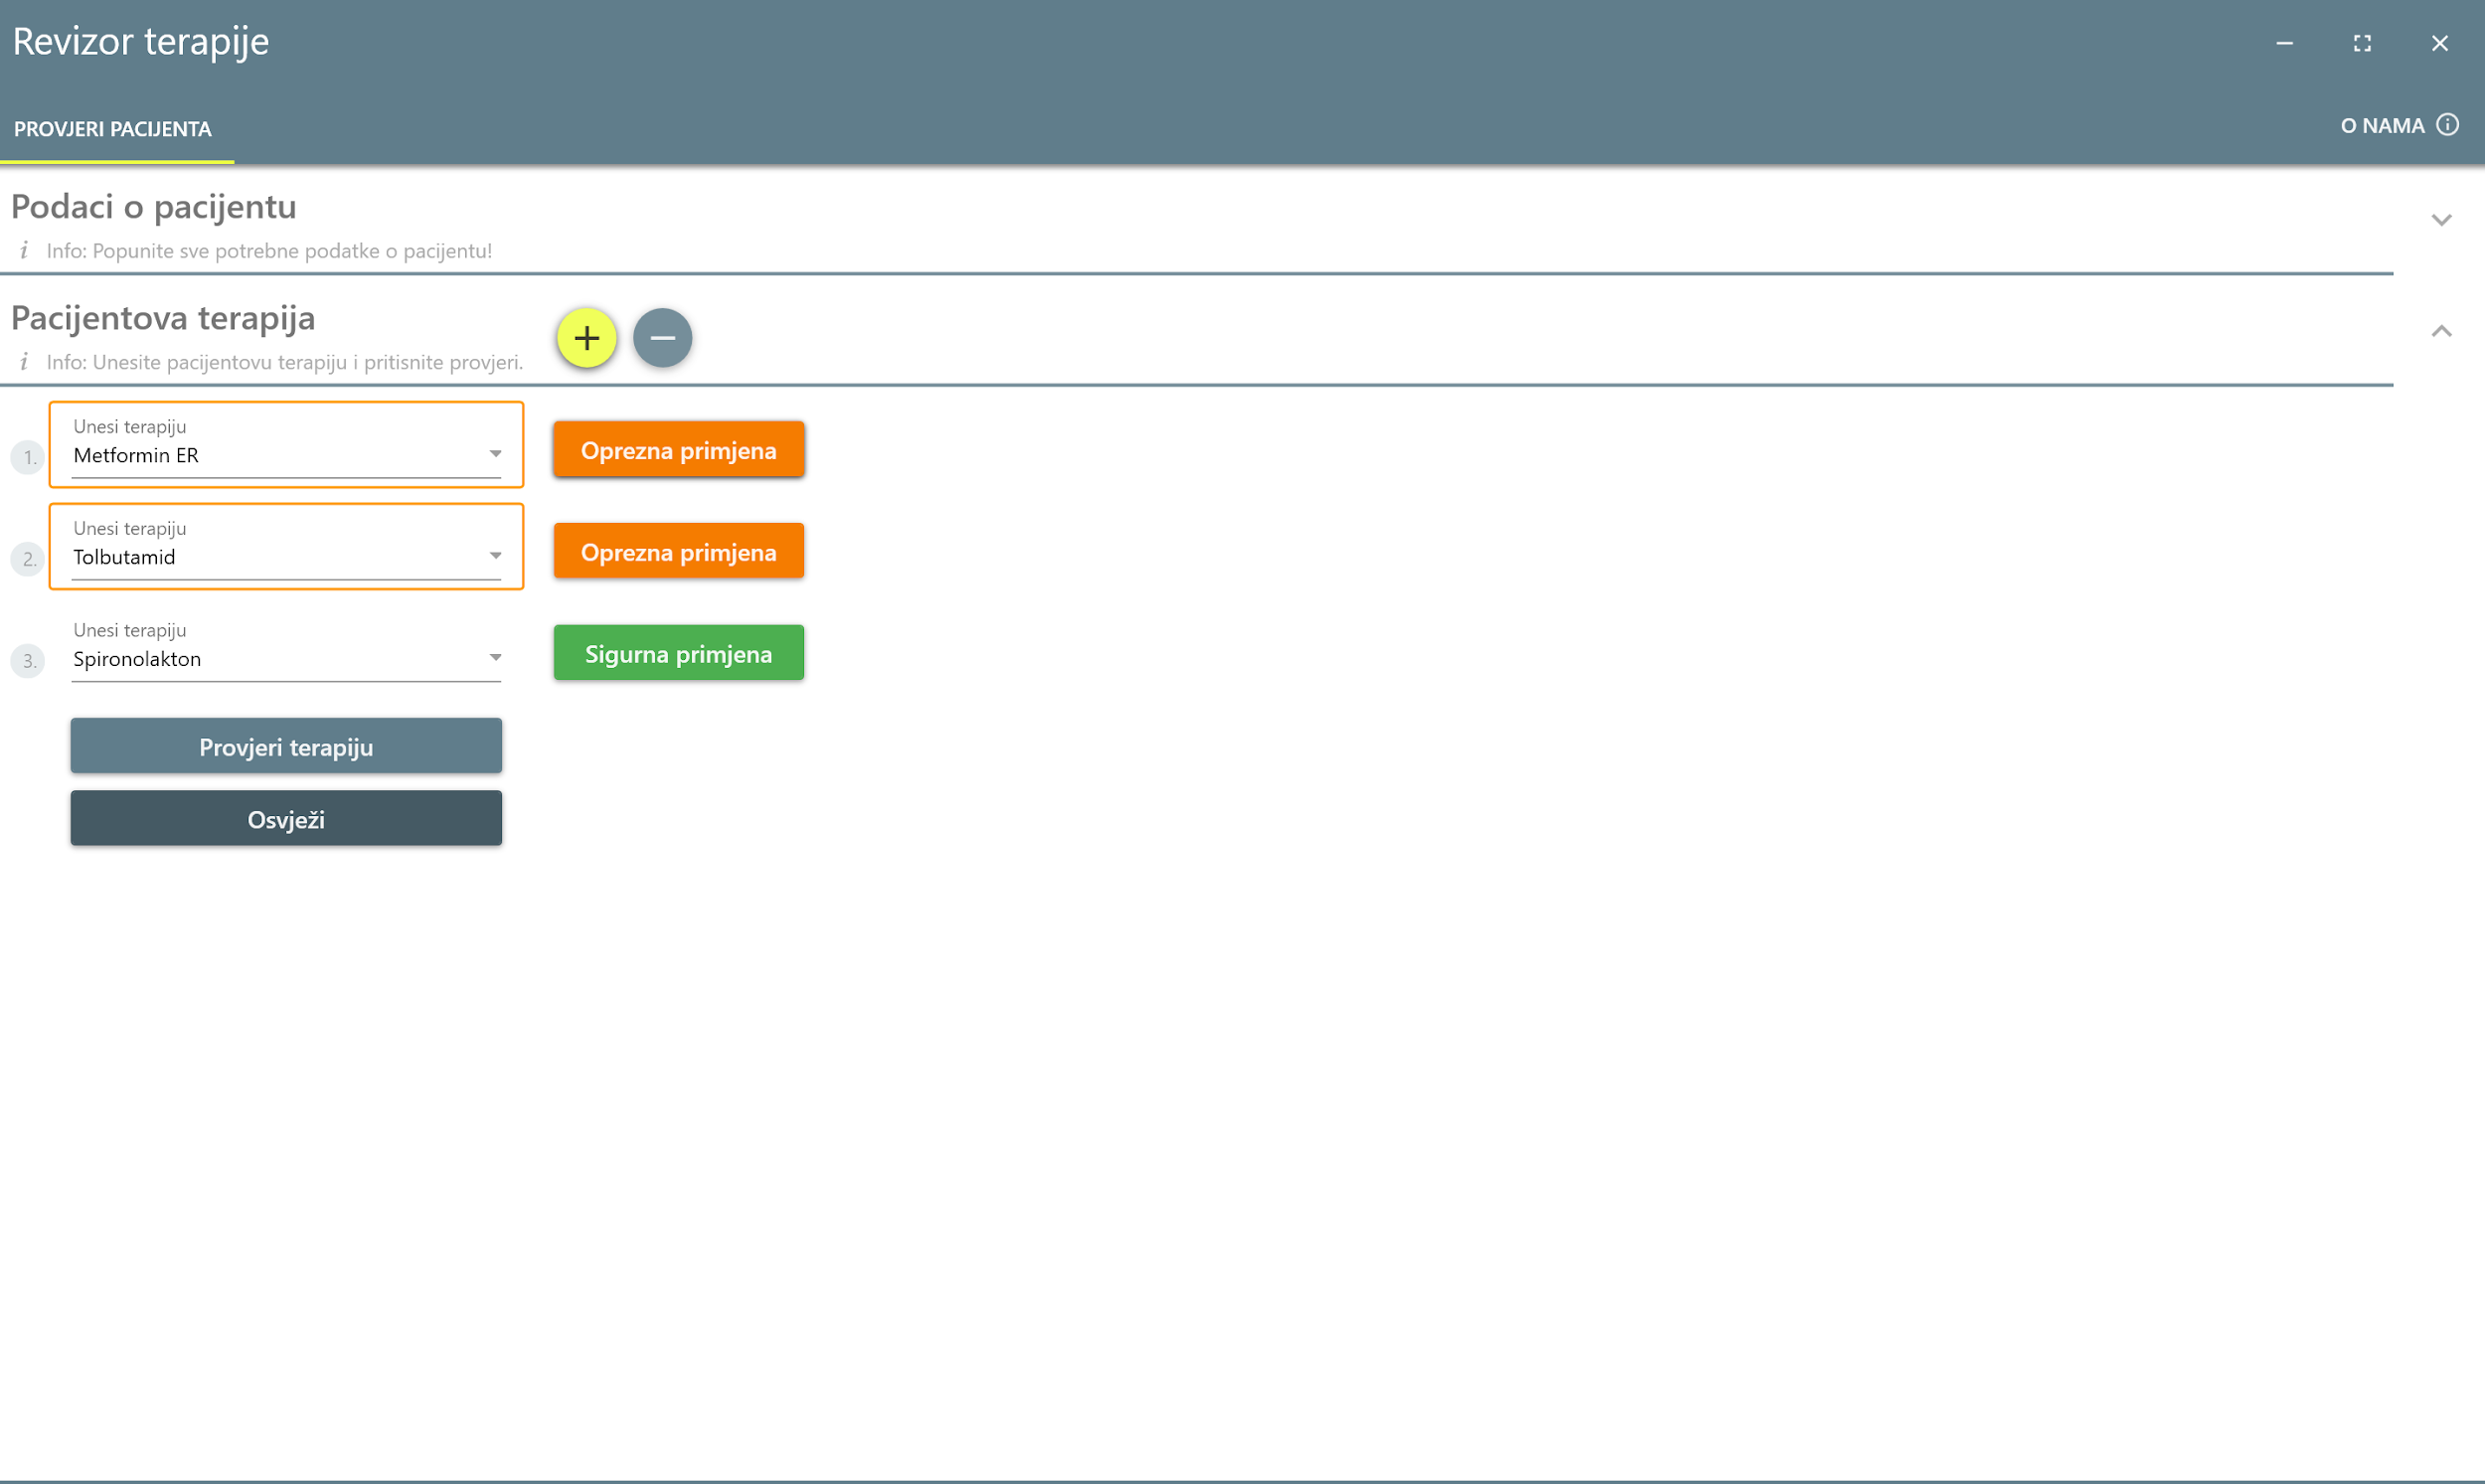 Revizor terapije
PROVJERI PACIJENTA
O NAMA
Podaci o pacijentu
i Info: Popunite sve potrebne podatke o pacijentu!
Pacijentova terapija
i Info: Unesite pacijentovu terapiju i pritisnite provjeri.
Unesi terapiju
1. Metformin ER
Oprezna primjena
Unesi terapiju
2. Tolbutamid
Oprezna primjena
Unesi terapiju
3. Spironolakton
Sigurna primjena
Provjeri terapiju
Osvježi